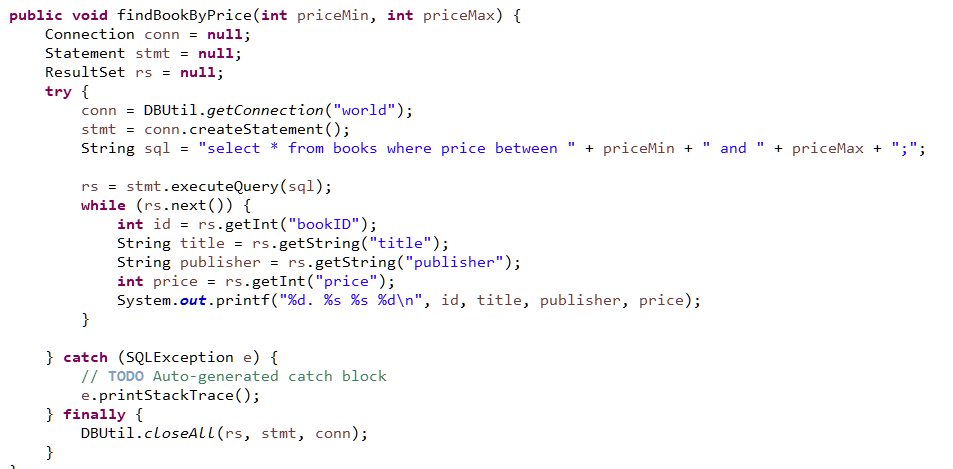 public void findBookByPrice(int priceMin, int priceMax) {
    Connection conn = null;
    Statement stmt = null;
    ResultSet rs = null;
    try {
        conn = DBUtil.getConnection("world");
        stmt = conn.createStatement();
        String sql = "select * from books where price between " + priceMin + " and " + priceMax + ";";

        rs = stmt.executeQuery(sql);
        while (rs.next()) {
            int id = rs.getInt("bookID");
            String title = rs.getString("title");
            String publisher = rs.getString("publisher");
            int price = rs.getInt("price");
            System.out.printf("%d. %s %s %d\n", id, title, publisher, price);
        }

    } catch (SQLException e) {
        // TODO Auto-generated catch block
        e.printStackTrace();
    } finally {
        DBUtil.closeAll(rs, stmt, conn);
    }